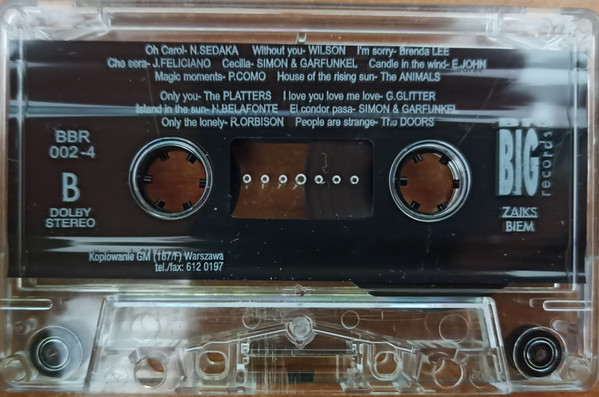 Oh Carol- N.SEDAKA Without you- WILSON I'm sorry- Brenda LEE
Che sera- J.FELICIANO Cecilia- SIMON & GARFUNKEL Candle in the wind- E.JOHN
Magic moments- P.COMO House of the rising sun- The ANIMALS
Only you- The PLATTERS I love you love me love- G.GLITTER
Island in the sun- H.BELAFONTE El condor pasa- SIMON & GARFUNKEL
Only the lonely- R.ORBISON People are strange- The DOORS
BBR
002-4
B
DOLBY
STEREO
BIG
records
ZAIKS
BIEM
Kopiowanie GM (187/F) Warszawa
tel./fax: 612 0197